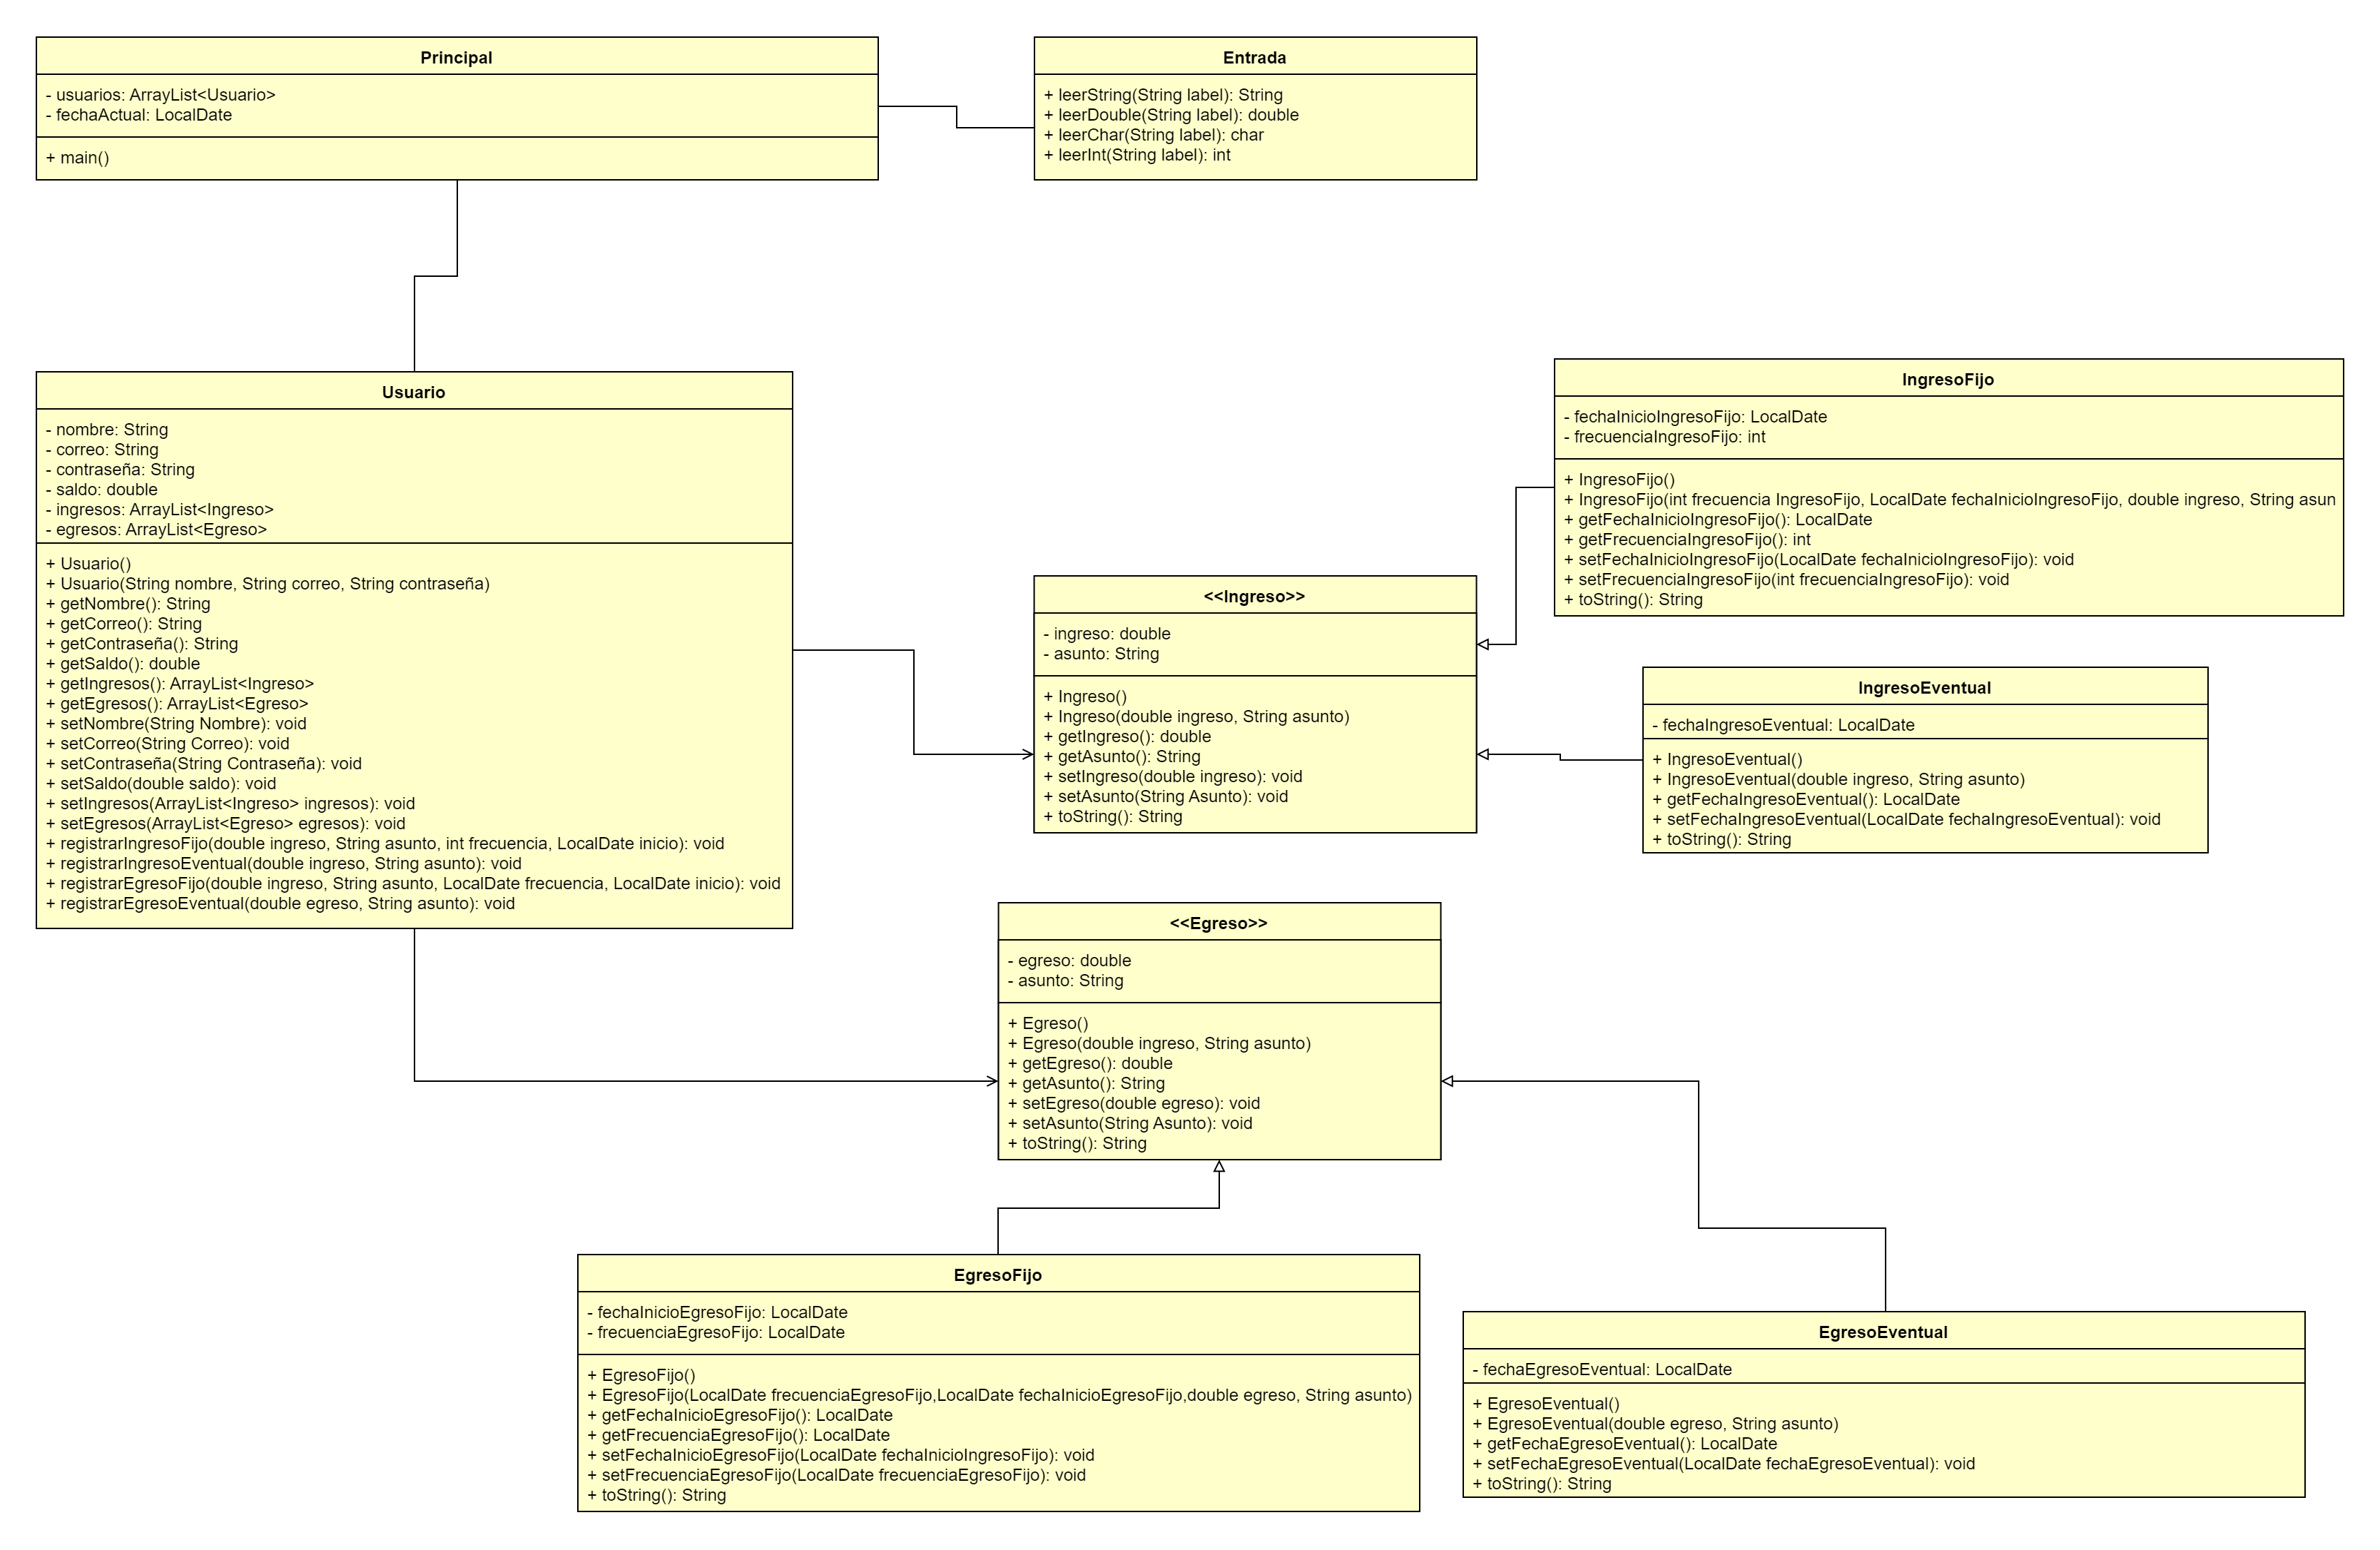 Principal
- usuarios: ArrayList<Usuario>
- fechaActual: LocalDate
+ main()
Entrada
+ leerString(String label): String
+ leerDouble(String label): double
+ leerChar(String label): char
+ leerInt(String label): int
Usuario
- nombre: String
- correo: String
- contraseña: String
- saldo: double
- ingresos: ArrayList<Ingreso>
- egresos: ArrayList<Egreso>
+ Usuario()
+ Usuario(String nombre, String correo, String contraseña)
+ getNombre(): String
+ getCorreo(): String
+ getContraseña(): String
+ getSaldo(): double
+ getIngresos(): ArrayList<Ingreso>
+ getEgresos(): ArrayList<Egreso>
+ setNombre(String Nombre): void
+ setCorreo(String Correo): void
+ setContraseña(String Contraseña): void
+ setSaldo(double saldo): void
+ setIngresos(ArrayList<Ingreso> ingresos): void
+ setEgresos(ArrayList<Egreso> egresos): void
+ registrarIngresoFijo(double ingreso, String asunto, int frecuencia, LocalDate inicio): void
+ registrarIngresoEventual(double ingreso, String asunto): void
+ registrarEgresoFijo(double ingreso, String asunto, LocalDate frecuencia, LocalDate inicio): void
+ registrarEgresoEventual(double egreso, String asunto): void
IngresoFijo
- fechaInicioIngresoFijo: LocalDate
- frecuenciaIngresoFijo: int
+ IngresoFijo()
+ IngresoFijo(int frecuencia IngresoFijo, LocalDate fechaInicioIngresoFijo, double ingreso, String asun
+ getFechaInicioIngresoFijo(): LocalDate
+ getFrecuenciaIngresoFijo(): int
+ setFechaInicioIngresoFijo(LocalDate fechaInicioIngresoFijo): void
+ setFrecuenciaIngresoFijo(int frecuenciaIngresoFijo): void
+ toString(): String
<<Ingreso>>
- ingreso: double
- asunto: String
+ Ingreso()
+ Ingreso(double ingreso, String asunto)
+ getIngreso(): double
+ getAsunto(): String
+ setIngreso(double ingreso): void
+ setAsunto(String Asunto): void
+ toString(): String
IngresoEventual
- fechaIngresoEventual: LocalDate
+ IngresoEventual()
+ IngresoEventual(double ingreso, String asunto)
+ getFechaIngresoEventual(): LocalDate
+ setFechaIngresoEventual(LocalDate fechaIngresoEventual): void
+ toString(): String
<<Egreso>>
- egreso: double
- asunto: String
+ Egreso()
+ Egreso(double ingreso, String asunto)
+ getEgreso(): double
+ getAsunto(): String
+ setEgreso(double egreso): void
+ setAsunto(String Asunto): void
+ toString(): String
EgresoFijo
- fechaInicioEgresoFijo: LocalDate
- frecuenciaEgresoFijo: LocalDate
+ EgresoFijo()
+ EgresoFijo(LocalDate frecuenciaEgresoFijo,LocalDate fechaInicioEgresoFijo,double egreso, String asunto)
+ getFechaInicioEgresoFijo(): LocalDate
+ getFrecuenciaEgresoFijo(): LocalDate
+ setFechaInicioEgresoFijo(LocalDate fechaInicioIngresoFijo): void
+ setFrecuenciaEgresoFijo(LocalDate frecuenciaEgresoFijo): void
+ toString(): String
EgresoEventual
- fechaEgresoEventual: LocalDate
+ EgresoEventual()
+ EgresoEventual(double egreso, String asunto)
+ getFechaEgresoEventual(): LocalDate
+ setFechaEgresoEventual(LocalDate fechaEgresoEventual): void
+ toString(): String